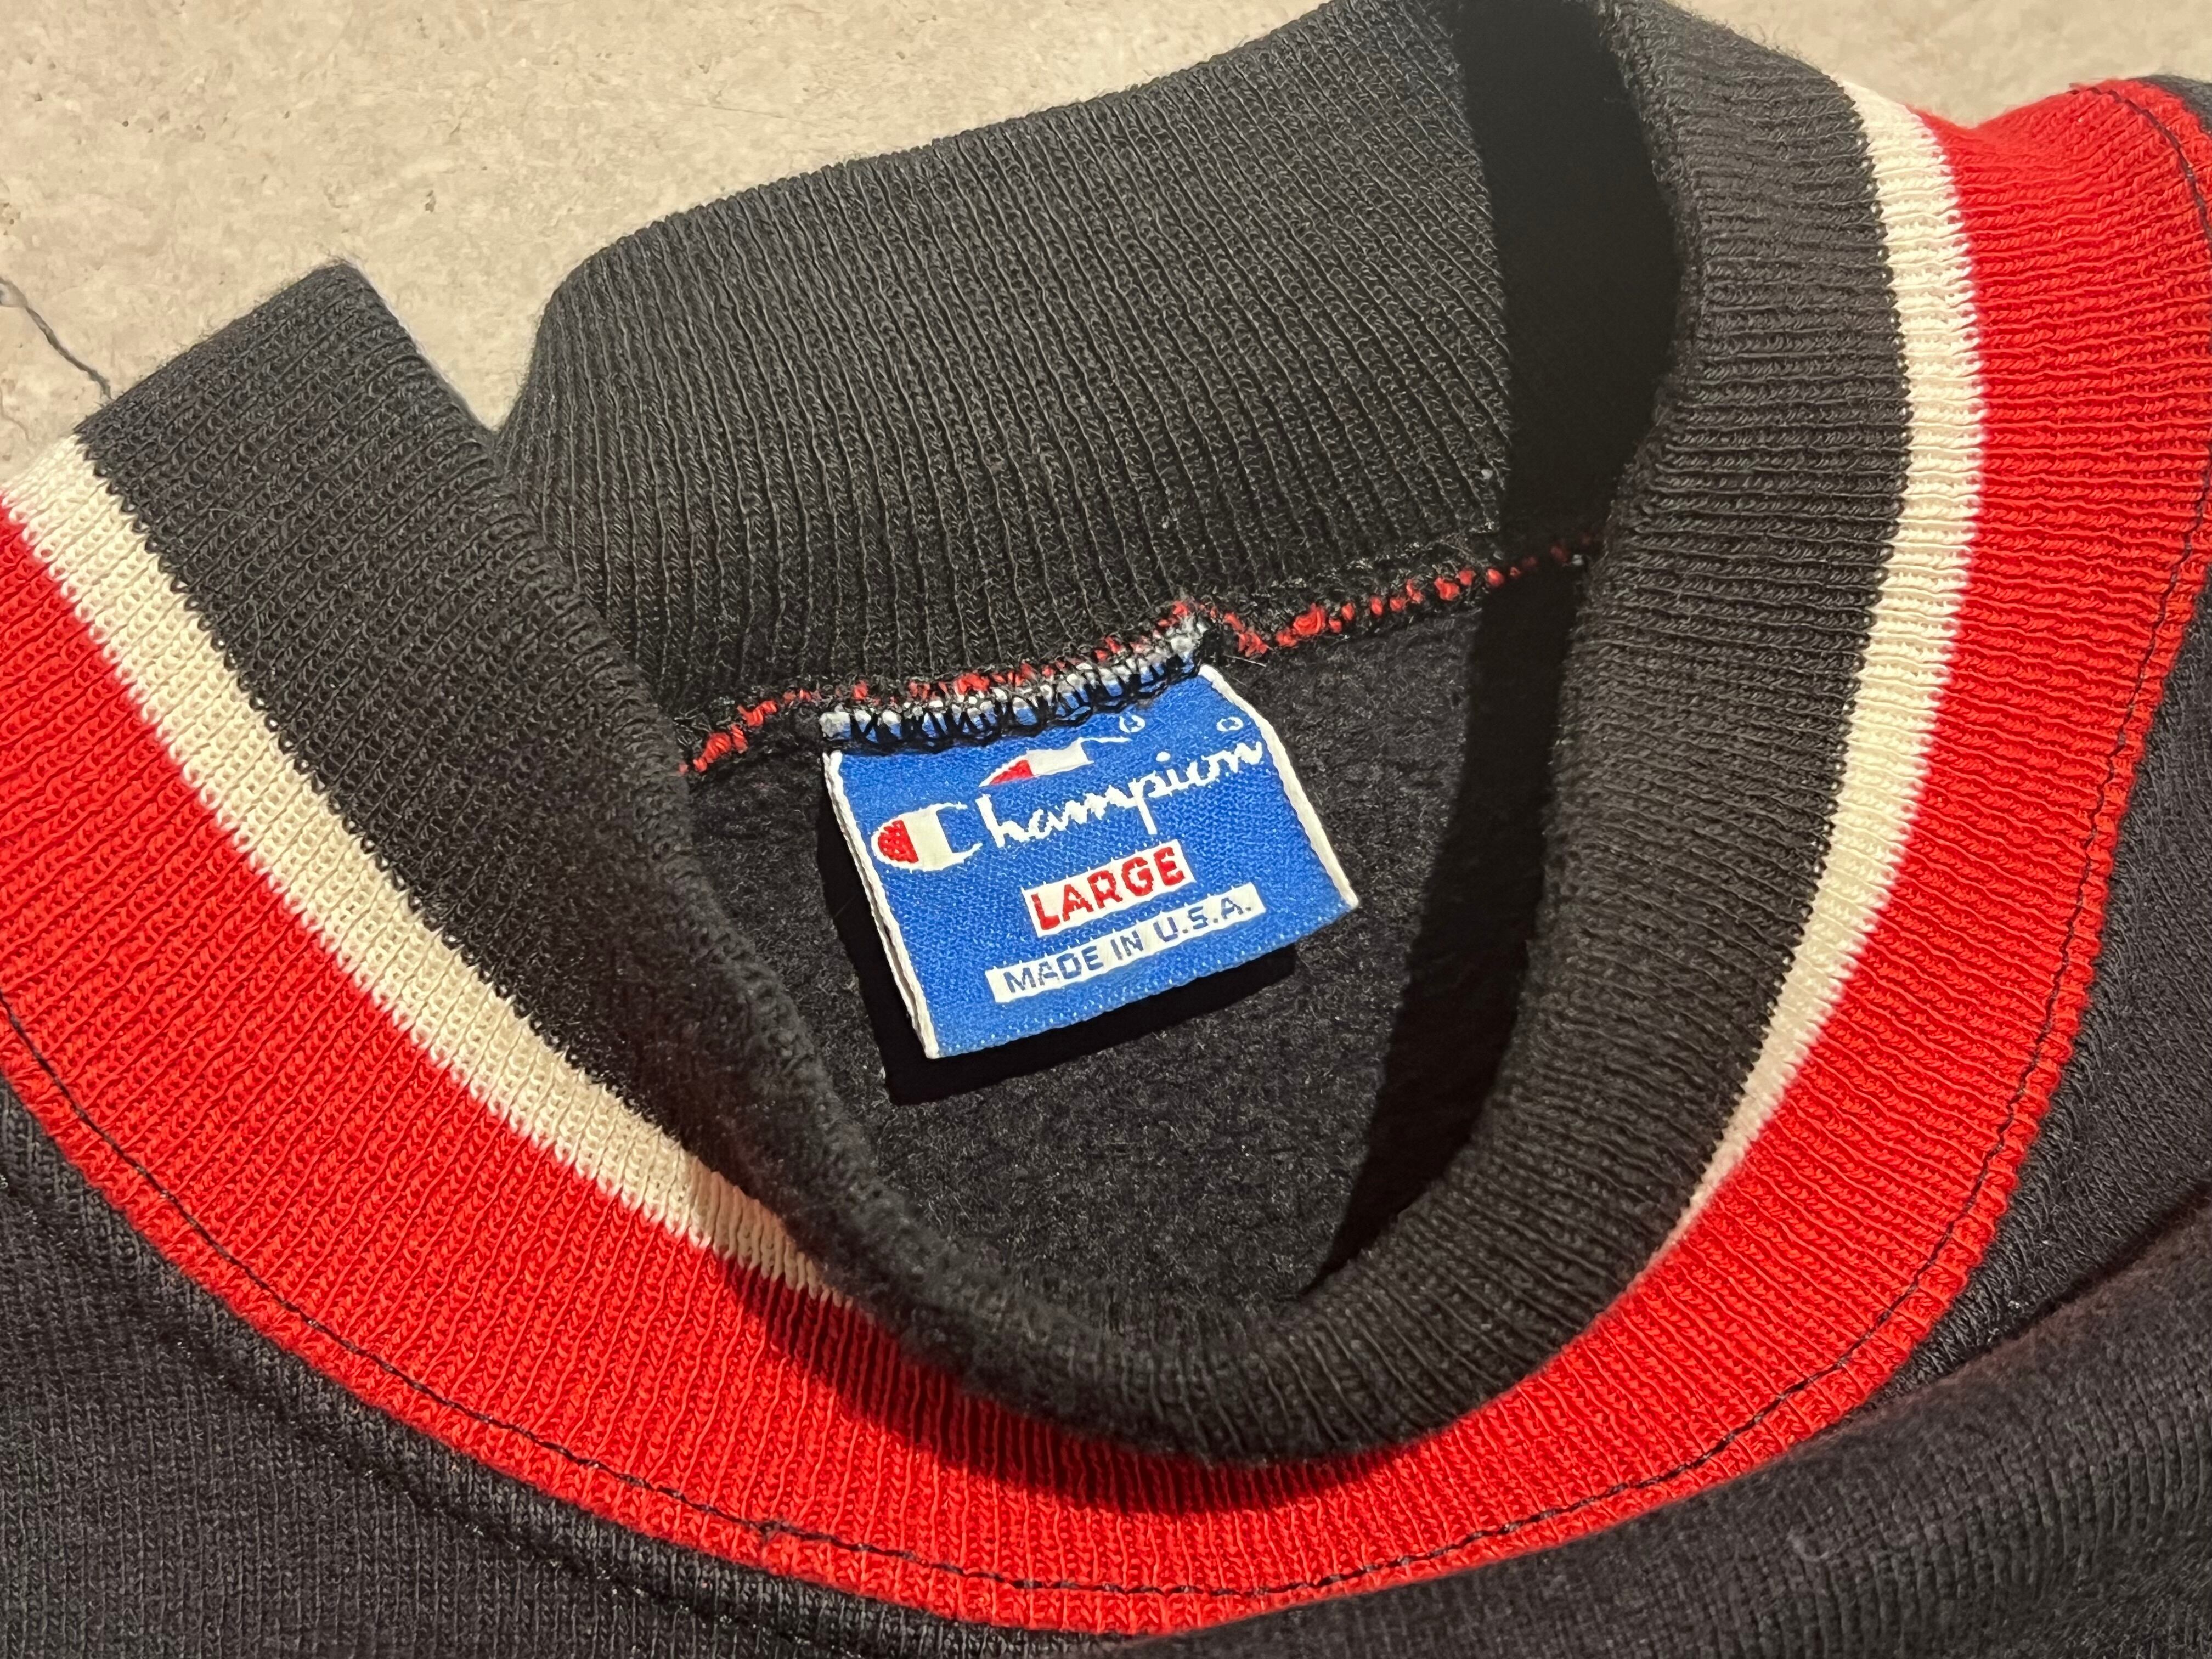 Champion
LARGE
MADE IN U.S.A.